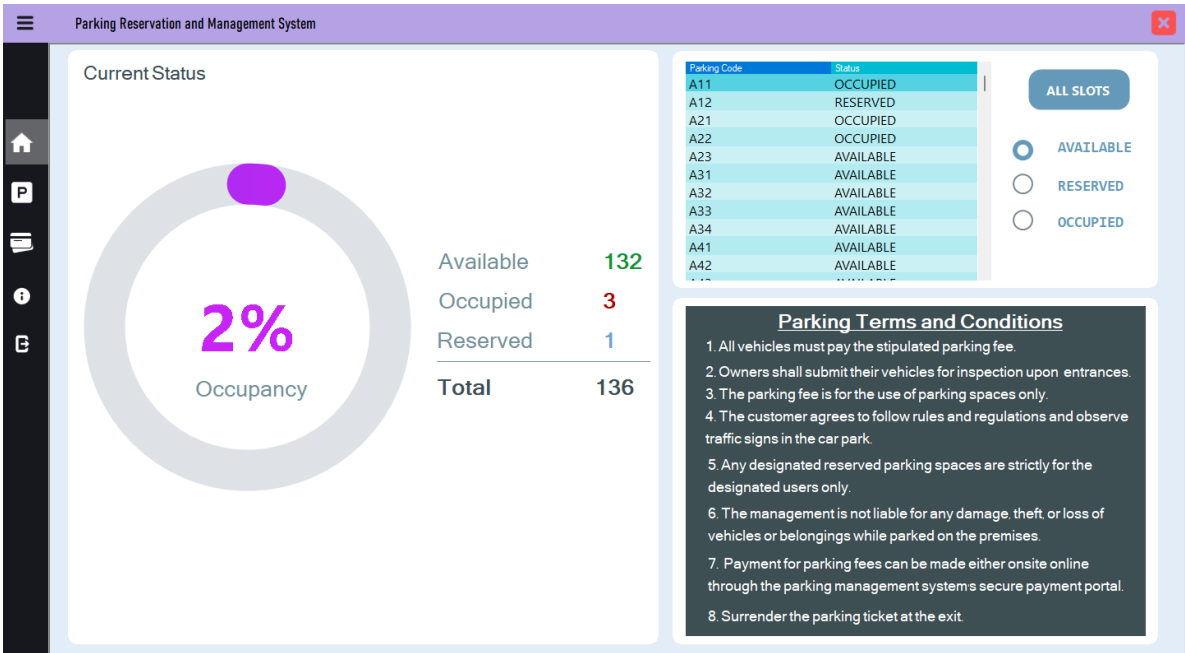 Parking Reservation and Management System
Current Status
2%
Occupancy
Available 132
Occupied 3
Reserved 1
Total 136
Parking Code Status
A11 OCCUPIED
A12 RESERVED
A21 OCCUPIED
A22 OCCUPIED
A23 AVAILABLE
A31 AVAILABLE
A32 AVAILABLE
A33 AVAILABLE
A34 AVAILABLE
A41 AVAILABLE
A42 AVAILABLE
ALL SLOTS
AVAILABLE
RESERVED
OCCUPIED
Parking Terms and Conditions
1. All vehicles must pay the stipulated parking fee.
2. Owners shall submit their vehicles for inspection upon entrances.
3. The parking fee is for the use of parking spaces only.
4. The customer agrees to follow rules and regulations and observe
traffic signs in the car park.
5. Any designated reserved parking spaces are strictly for the
designated users only.
6. The management is not liable for any damage, theft, or loss of
vehicles or belongings while parked on the premises.
7. Payment for parking fees can be made either onsite online
through the parking management system's secure payment portal.
8. Surrender the parking ticket at the exit.
P